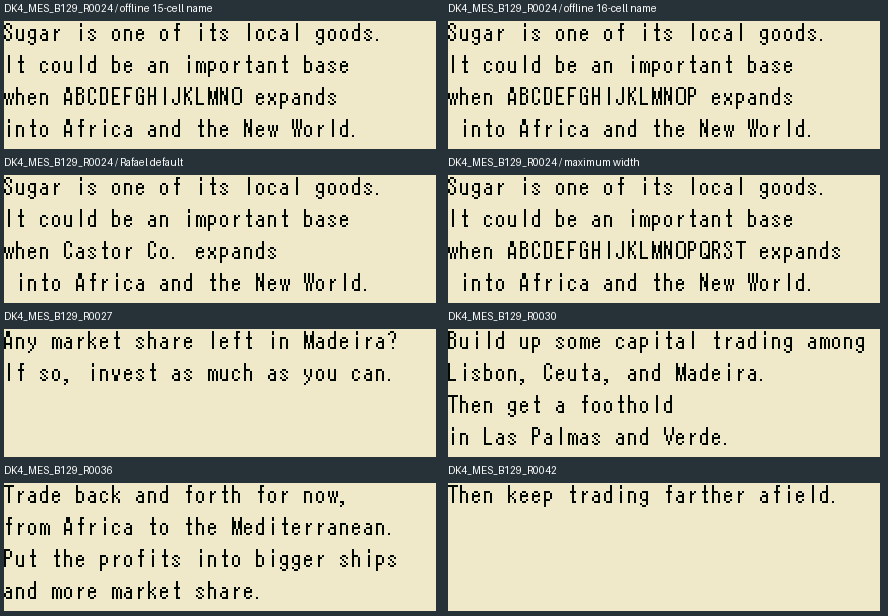 DK4_MES_B129_R0024 / offline 15-cell name
Sugar is one of its local goods.
It could be an important base
when ABCDEFGHIJKLMNO expands
into Africa and the New World.
DK4_MES_B129_R0024 / offline 16-cell name
Sugar is one of its local goods.
It could be an important base
when ABCDEFGHIJKLMNOP expands
into Africa and the New World.
DK4_MES_B129_R0024 / Rafael default
Sugar is one of its local goods.
It could be an important base
when Castor Co. expands
into Africa and the New World.
DK4_MES_B129_R0024 / maximum width
Sugar is one of its local goods.
It could be an important base
when ABCDEFGHIJKLMNOPQRST expands
into Africa and the New World.
DK4_MES_B129_R0027
Any market share left in Madeira?
If so, invest as much as you can.
DK4_MES_B129_R0030
Build up some capital trading among
Lisbon, Ceuta, and Madeira.
Then get a foothold
in Las Palmas and Verde.
DK4_MES_B129_R0036
Trade back and forth for now,
from Africa to the Mediterranean.
Put the profits into bigger ships
and more market share.
DK4_MES_B129_R0042
Then keep trading farther afield.